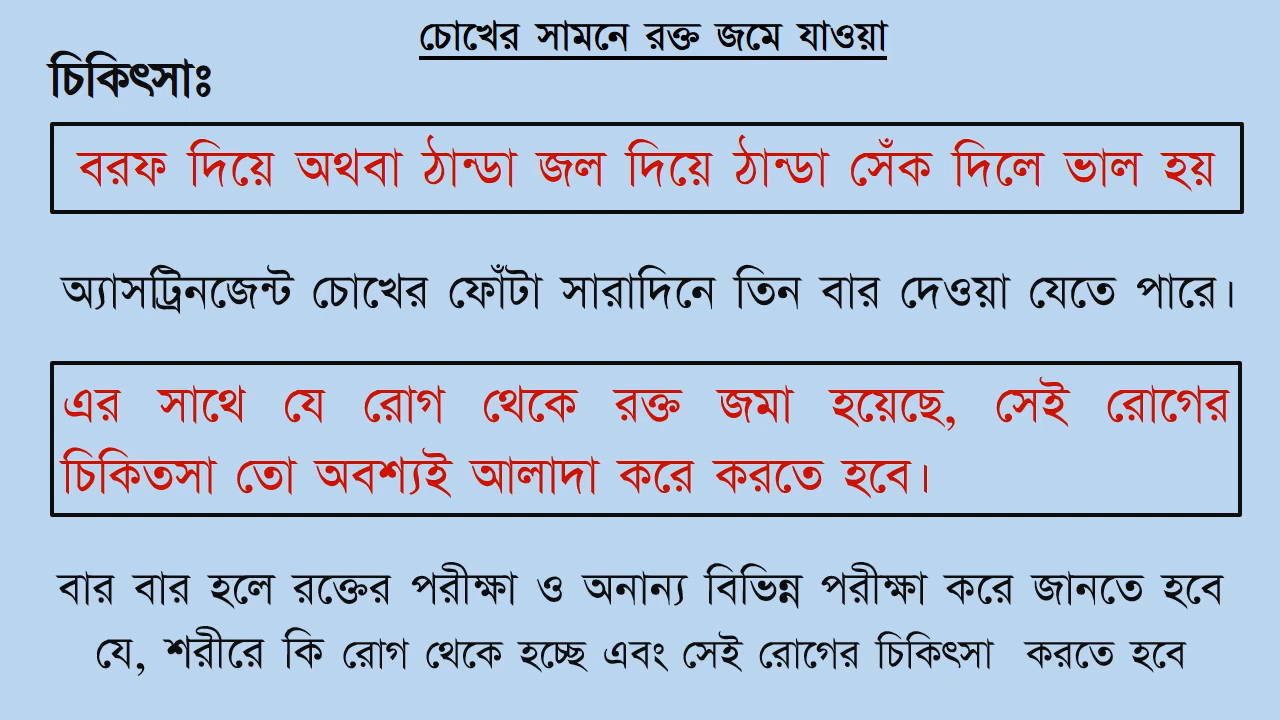 চোখের সামনে রক্ত জমে যাওয়া
চিকিৎসাঃ
বরফ দিয়ে অথবা ঠান্ডা জল দিয়ে ঠান্ডা সেঁক দিলে ভাল হয়
অ্যাসট্রিনজেন্ট চোখের ফোঁটা সারাদিনে তিন বার দেওয়া যেতে পারে।
এর সাথে যে রোগ থেকে রক্ত জমা হয়েছে, সেই রোগের
চিকিতসা তো অবশ্যই আলাদা করে করতে হবে।
বার বার হলে রক্তের পরীক্ষা ও অনান্য বিভিন্ন পরীক্ষা করে জানতে হবে
যে, শরীরে কি রোগ থেকে হচ্ছে এবং সেই রোগের চিকিৎসা করতে হবে